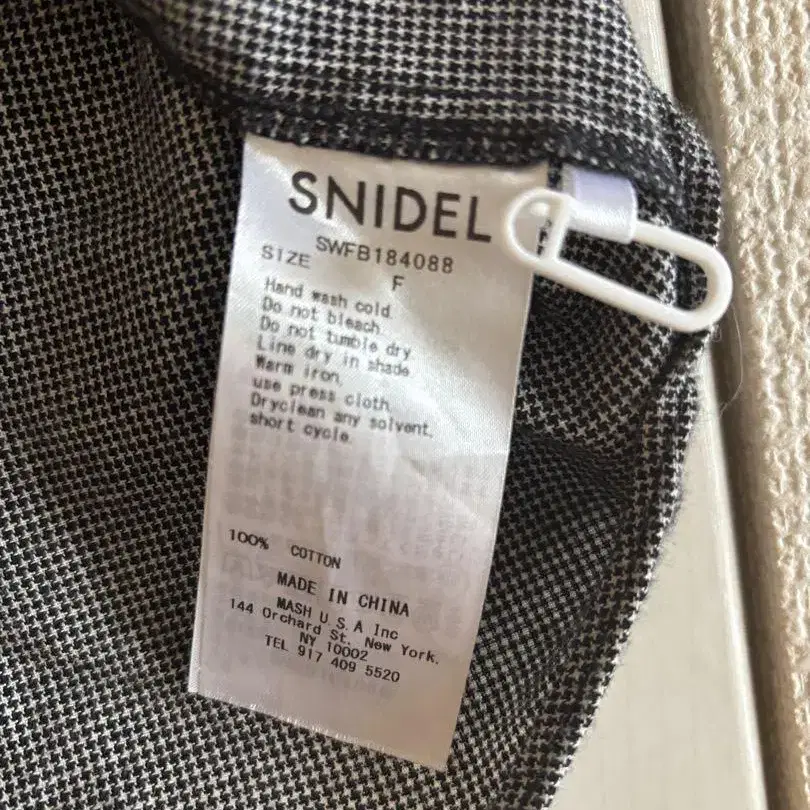 SNIDEL
SWFB184088
SIZE F
Hand wash cold.
Do not bleach.
Do not tumble dry
Line dry in shade
Warm iron,
use press cloth.
Dryclean any solvent,
short cycle.
100% COTTON
MADE IN CHINA
MASH U.S.A Inc
144 Orchard St. New York.
NY 10002
TEL 917 409 5520